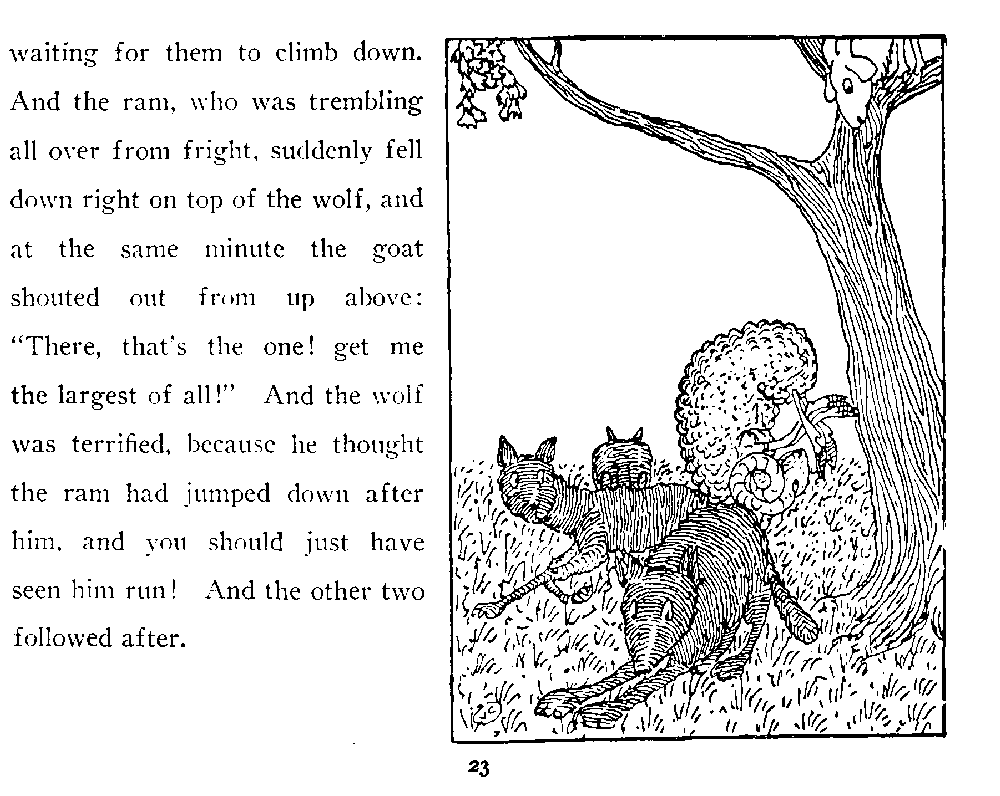 waiting for them to climb down.
And the ram, who was trembling
all over from fright, suddenly fell
down right on top of the wolf, and
at the same minute the goat
shouted out from up above:
“There, that’s the one! get me
the largest of all!” And the wolf
was terrified, because he thought
the ram had jumped down after
him, and you should just have
seen him run! And the other two
followed after.
23